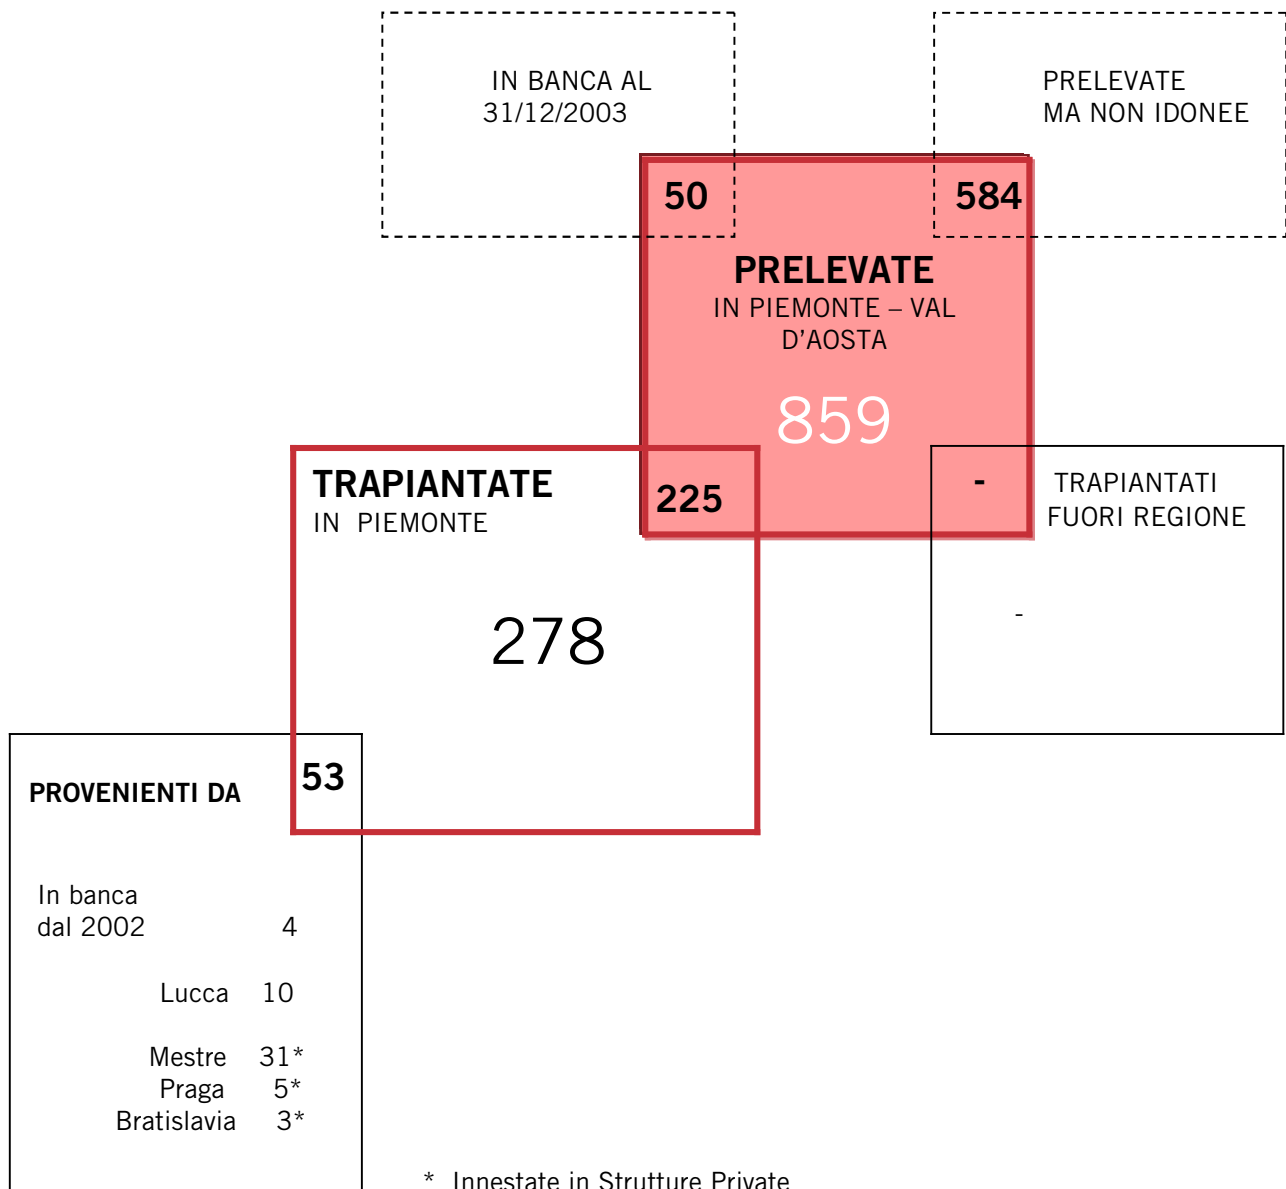 IN BANCA AL
31/12/2003
PRELEVATE
MA NON IDONEE
50
584
PRELEVATE
IN PIEMONTE – VAL
D’AOSTA
859
TRAPIANTATE
IN PIEMONTE
225
-
TRAPIANTATI
FUORI REGIONE
278
-
PROVENIENTI DA
53
In banca
dal 2002 4
Lucca 10
Mestre 31*
Praga 5*
Bratislavia 3*
* Innestate in Strutture Private